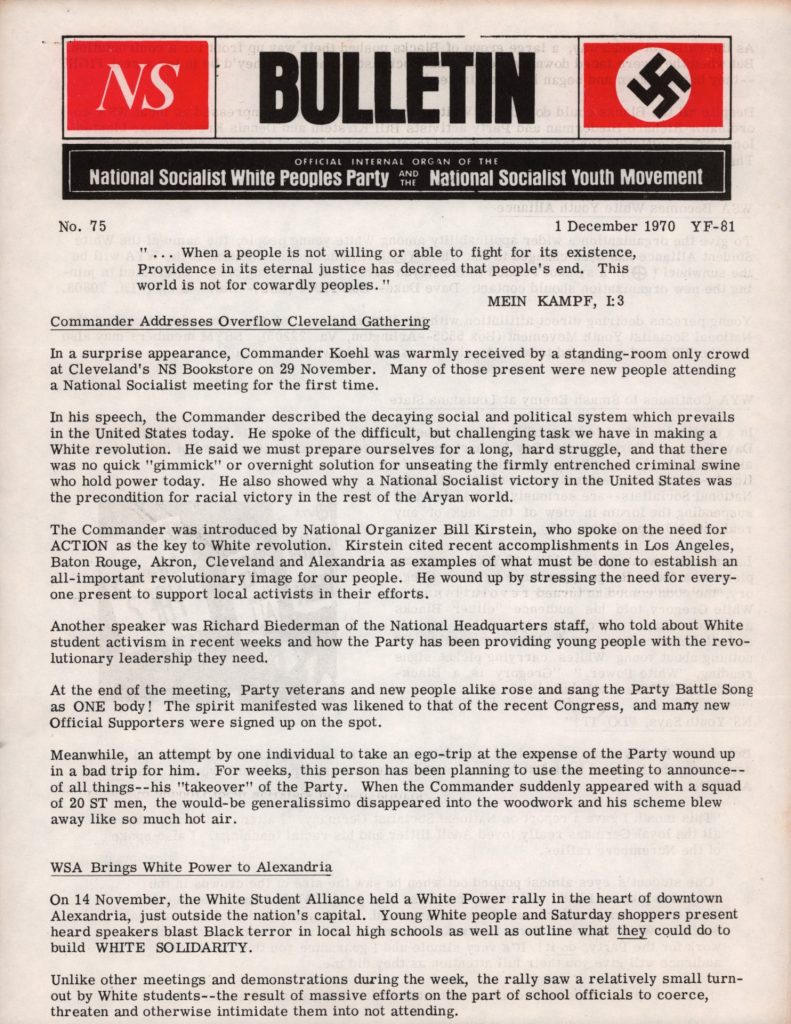 NS
BULLETIN
OFFICIAL INTERNAL ORGAN OF THE
National Socialist White Peoples Party AND THE National Socialist Youth Movement
No. 75 1 December 1970 YF-81
" ... When a people is not willing or able to fight for its existence,
Providence in its eternal justice has decreed that people's end. This
world is not for cowardly peoples."
MEIN KAMPF, I:3
Commander Addresses Overflow Cleveland Gathering
In a surprise appearance, Commander Koehl was warmly received by a standing-room only crowd
at Cleveland's NS Bookstore on 29 November. Many of those present were new people attending
a National Socialist meeting for the first time.
In his speech, the Commander described the decaying social and political system which prevails
in the United States today. He spoke of the difficult, but challenging task we have in making a
White revolution. He said we must prepare ourselves for a long, hard struggle, and that there
was no quick "gimmick" or overnight solution for unseating the firmly entrenched criminal swine
who hold power today. He also showed why a National Socialist victory in the United States was
the precondition for racial victory in the rest of the Aryan world.
The Commander was introduced by National Organizer Bill Kirstein, who spoke on the need for
ACTION as the key to White revolution. Kirstein cited recent accomplishments in Los Angeles,
Baton Rouge, Akron, Cleveland and Alexandria as examples of what must be done to establish an
all-important revolutionary image for our people. He wound up by stressing the need for every-
one present to support local activists in their efforts.
Another speaker was Richard Biederman of the National Headquarters staff, who told about White
student activism in recent weeks and how the Party has been providing young people with the revo-
lutionary leadership they need.
At the end of the meeting, Party veterans and new people alike rose and sang the Party Battle Song
as ONE body! The spirit manifested was likened to that of the recent Congress, and many new
Official Supporters were signed up on the spot.
Meanwhile, an attempt by one individual to take an ego-trip at the expense of the Party wound up
in a bad trip for him. For weeks, this person has been planning to use the meeting to announce--
of all things--his "takeover" of the Party. When the Commander suddenly appeared with a squad
of 20 ST men, the would-be generalissimo disappeared into the woodwork and his scheme blew
away like so much hot air.
WSA Brings White Power to Alexandria
On 14 November, the White Student Alliance held a White Power rally in the heart of downtown
Alexandria, just outside the nation's capital. Young White people and Saturday shoppers present
heard speakers blast Black terror in local high schools as well as outline what they could do to
build WHITE SOLIDARITY.
Unlike other meetings and demonstrations during the week, the rally saw a relatively small turn-
out by White students--the result of massive efforts on the part of school officials to coerce,
threaten and otherwise intimidate them into not attending.